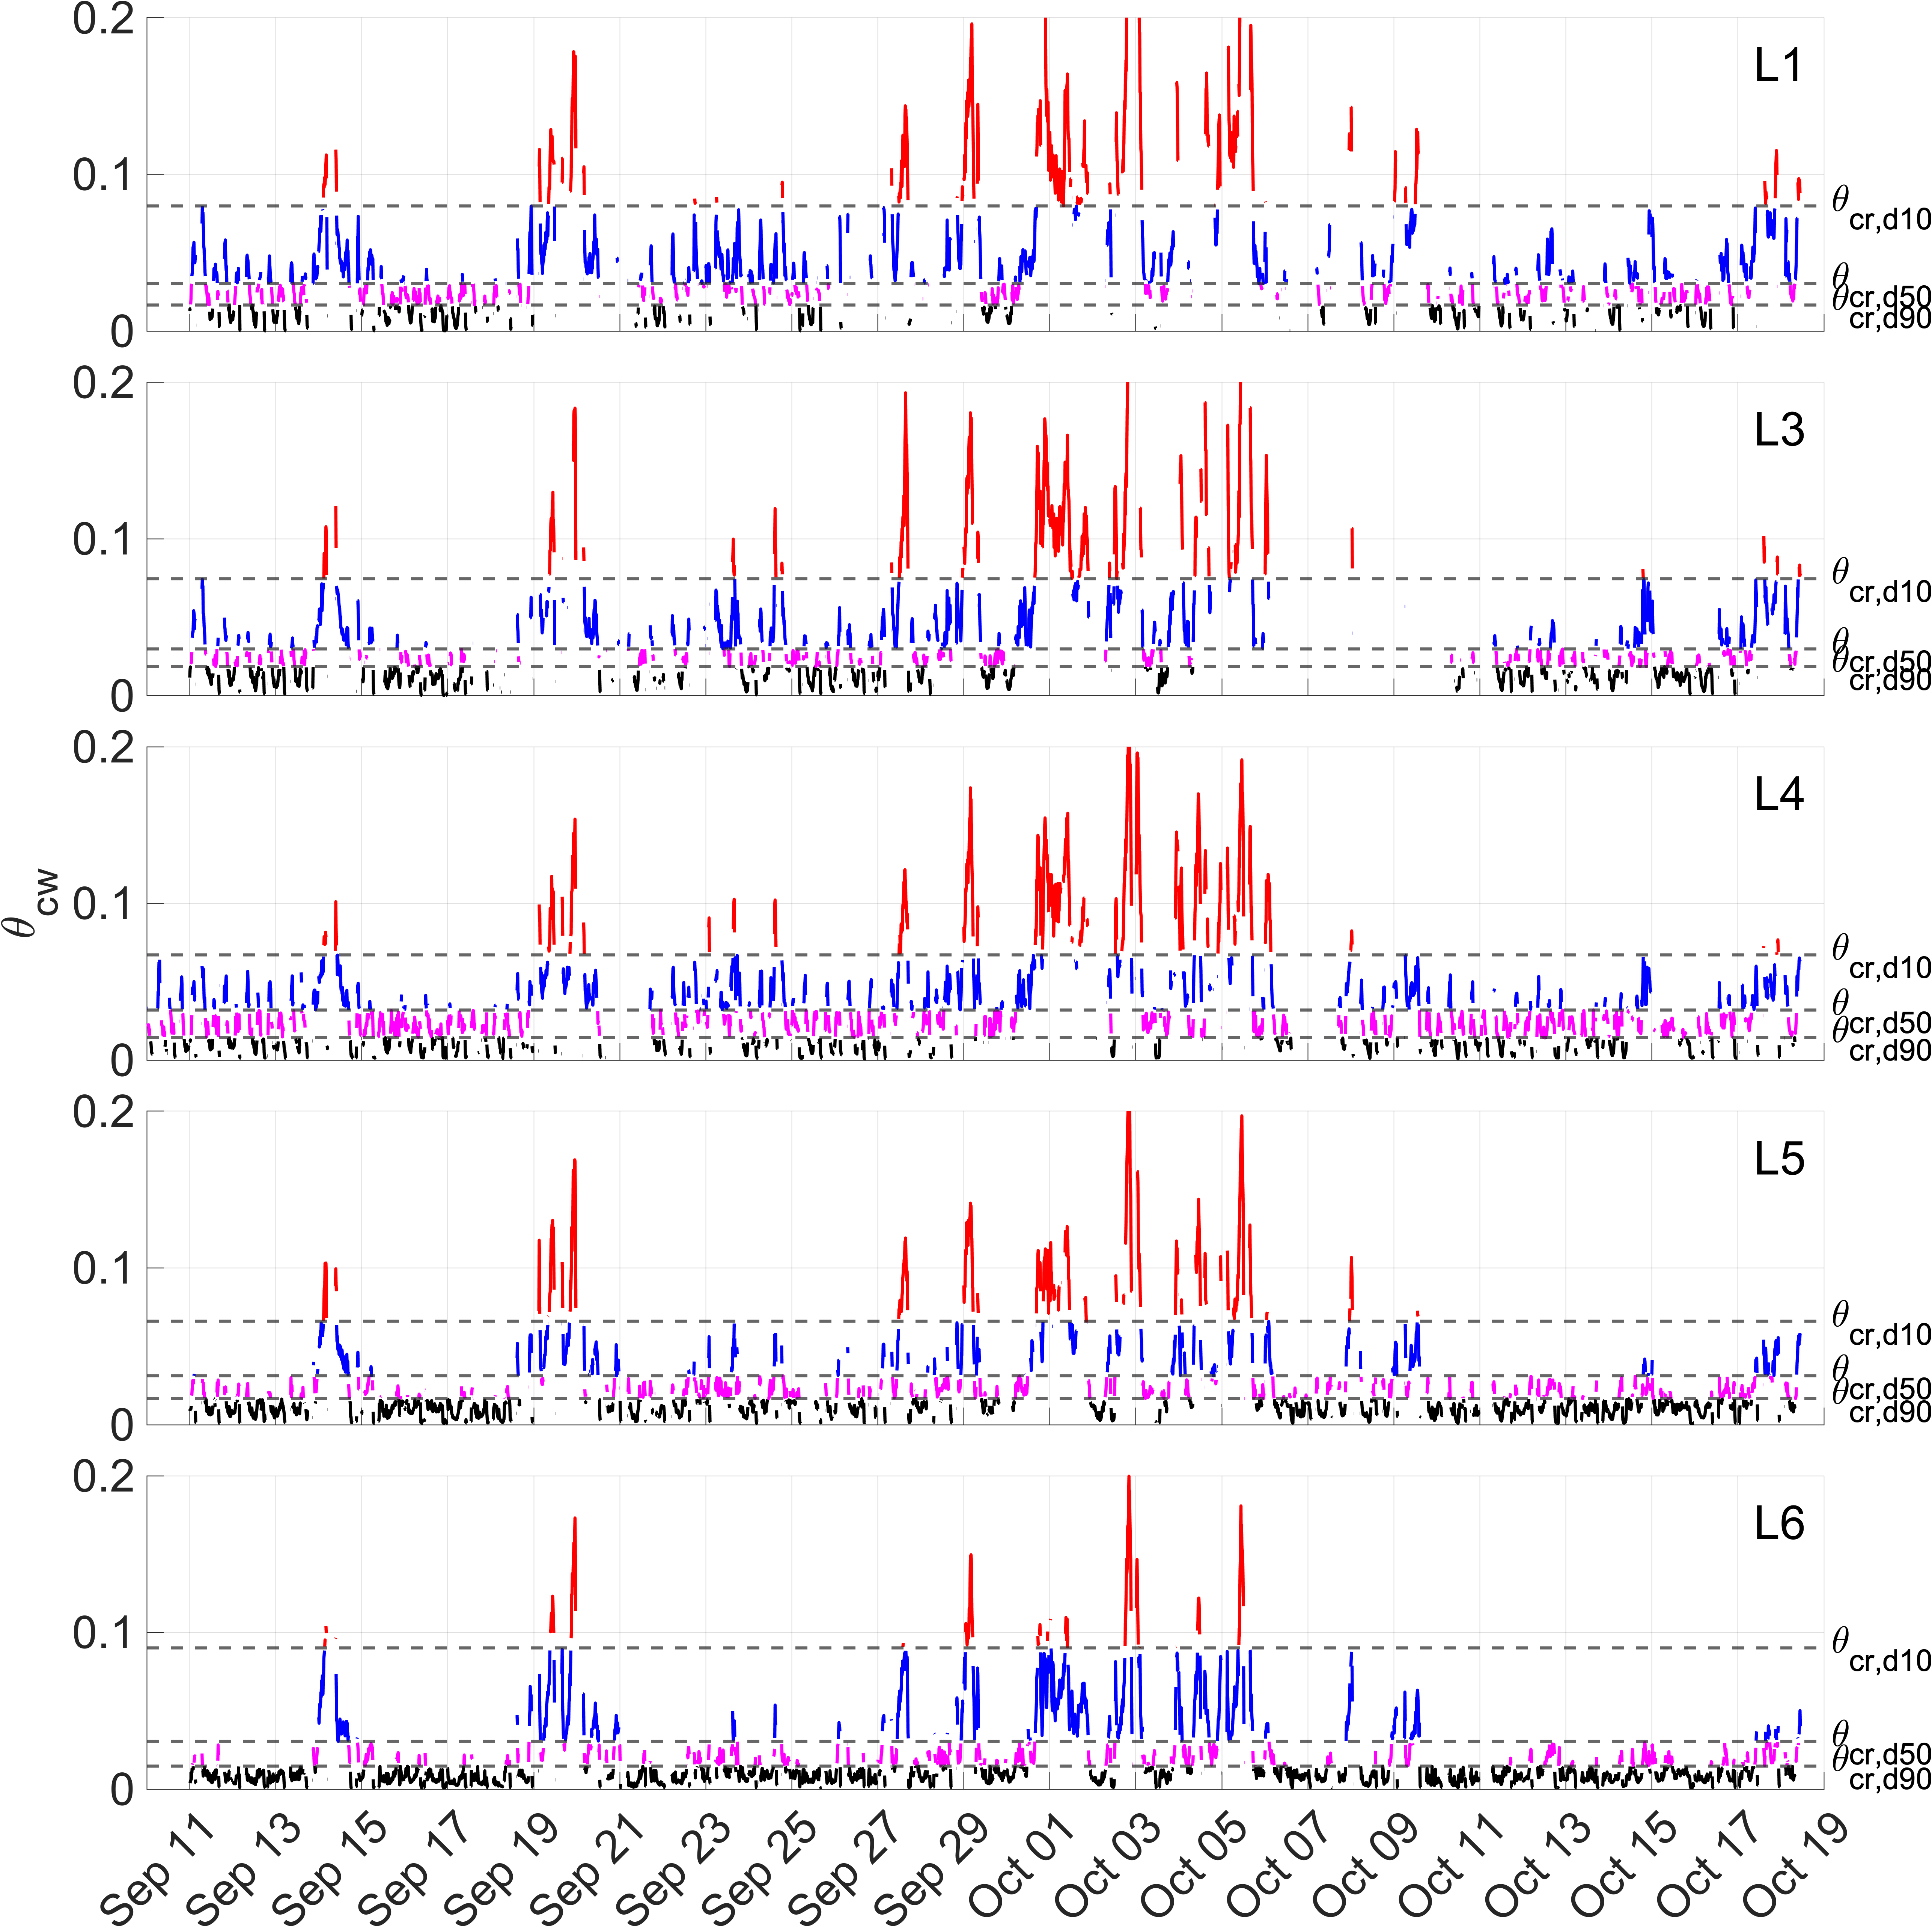 0.2
0.1
0
L1
θcr,d10
θcr,d50
θcr,d90
0.2
0.1
0
L3
θcr,d10
θcr,d50
θcr,d90
θcw
0.2
0.1
0
L4
θcr,d10
θcr,d50
θcr,d90
0.2
0.1
0
L5
θcr,d10
θcr,d50
θcr,d90
0.2
0.1
0
L6
θcr,d10
θcr,d50
θcr,d90
Sep 11
Sep 13
Sep 15
Sep 17
Sep 19
Sep 21
Sep 23
Sep 25
Sep 27
Sep 29
Oct 01
Oct 03
Oct 05
Oct 07
Oct 09
Oct 11
Oct 13
Oct 15
Oct 17
Oct 19